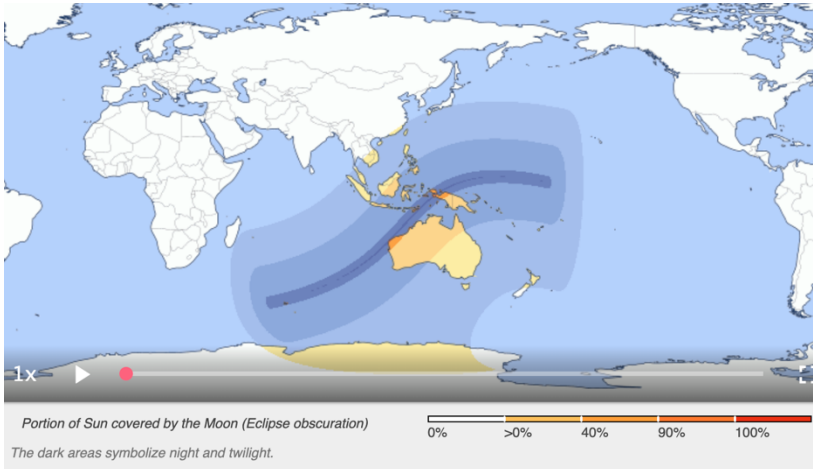 1x
Portion of Sun covered by the Moon (Eclipse obscuration)
0% >0% 40% 90% 100%
The dark areas symbolize night and twilight.